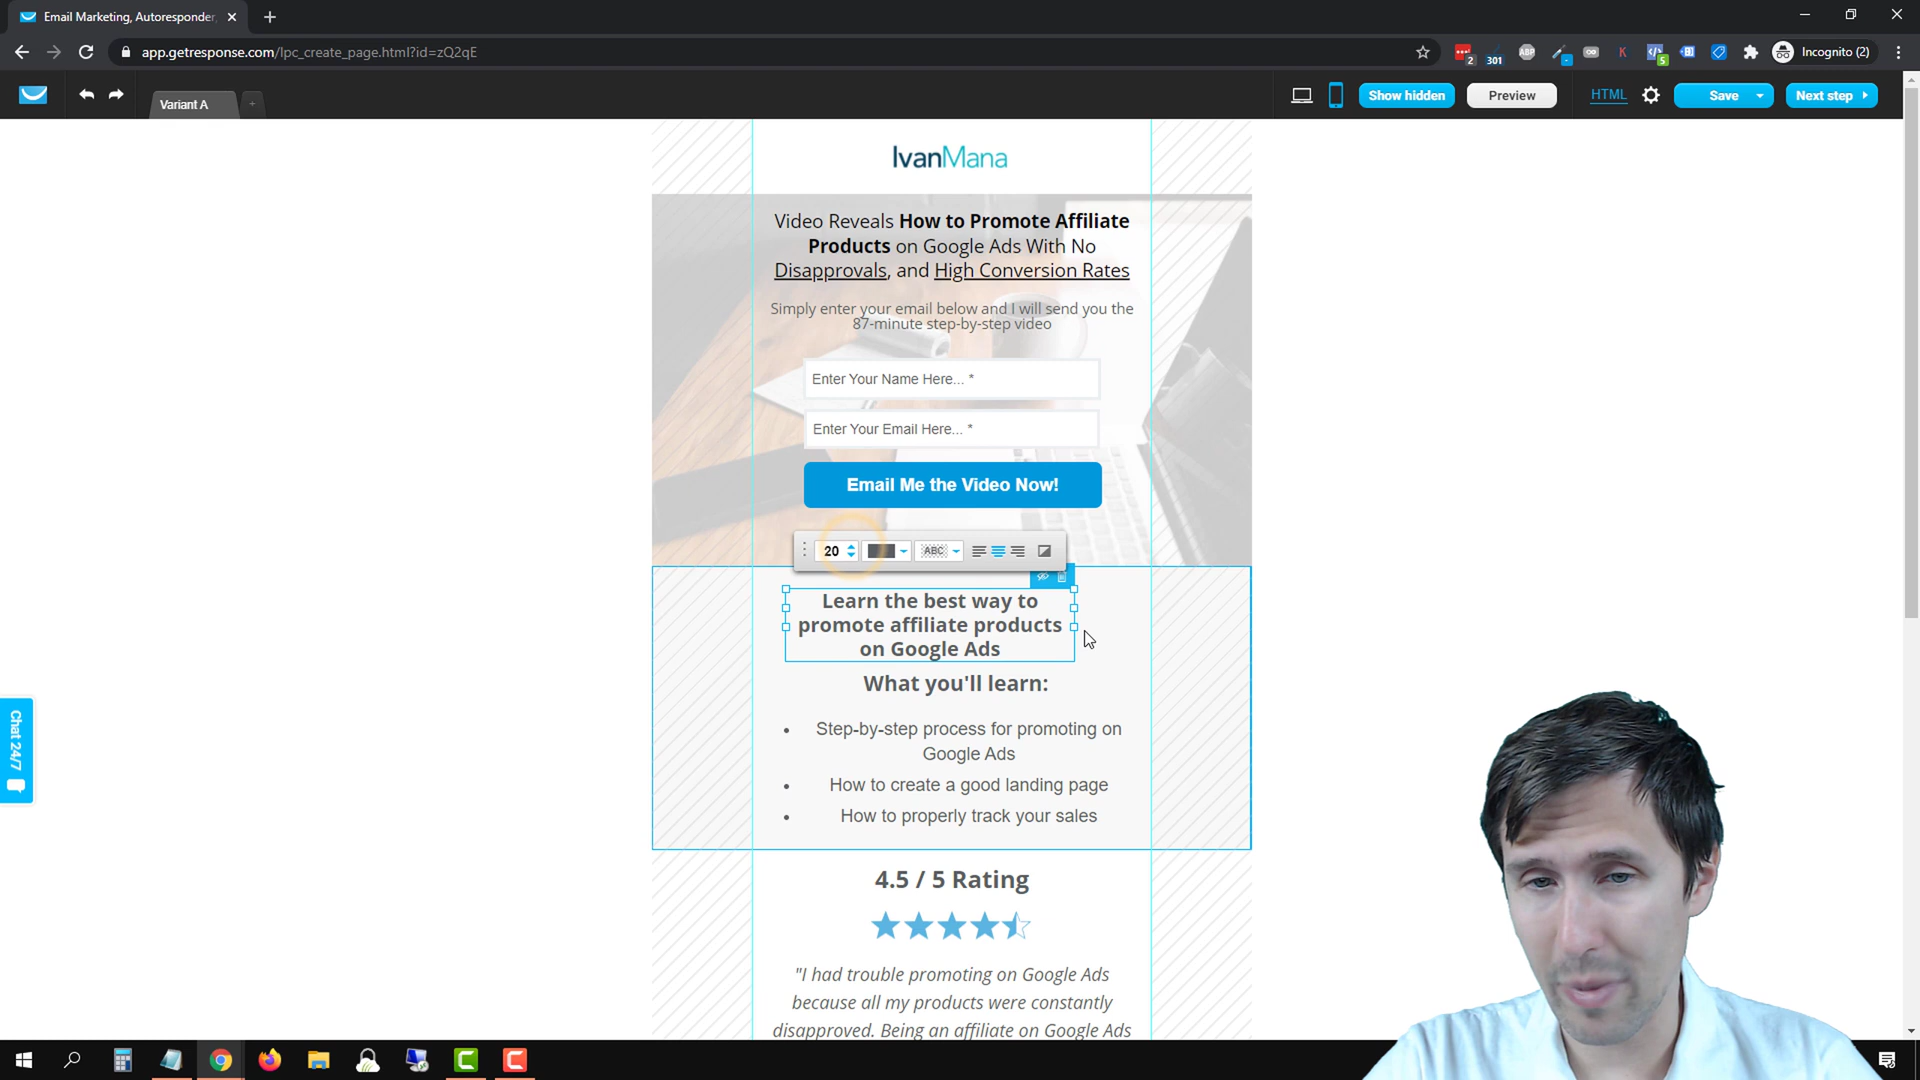 Email Marketing, Autoresponder,
app.getresponse.com/lpc_create_page.html?id=zQ2qE
2
301
ABP
K
5
Incognito (2)
Variant A
Show hidden
Preview
HTML
Save
Next step
IvanMana
Video Reveals How to Promote Affiliate
Products on Google Ads With No
Disapprovals, and High Conversion Rates
Simply enter your email below and I will send you the
87-minute step-by-step video
Enter Your Name Here... *
Enter Your Email Here... *
Email Me the Video Now!
20
ABC
Learn the best way to
promote affiliate products
on Google Ads
What you'll learn:
• Step-by-step process for promoting on
Google Ads
• How to create a good landing page
• How to properly track your sales
Chat 24/7
4.5 / 5 Rating
"I had trouble promoting on Google Ads
because all my products were constantly
disapproved. Being an affiliate on Google Ads